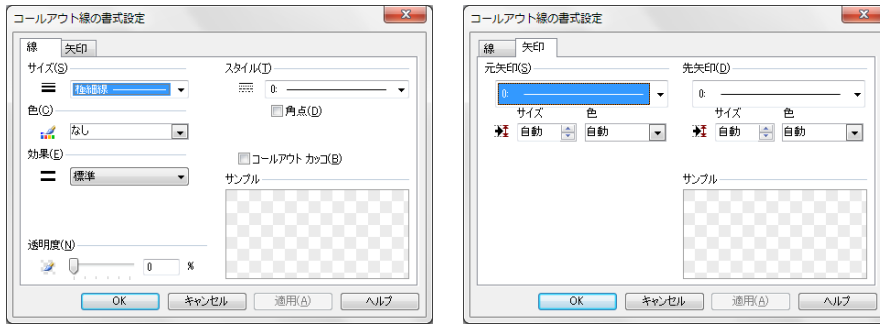 コールアウト線の書式設定
線 矢印
サイズ(S)
極細線
色(C)
なし
効果(E)
標準
透明度(N)
0 %
スタイル(T)
0:
角点(D)
コールアウト カッコ(B)
サンプル
OK キャンセル 適用(A) ヘルプ
コールアウト線の書式設定
線 矢印
元矢印(S)
0:
サイズ 色
自動 自動
先矢印(D)
0:
サイズ 色
自動 自動
サンプル
OK キャンセル 適用(A) ヘルプ